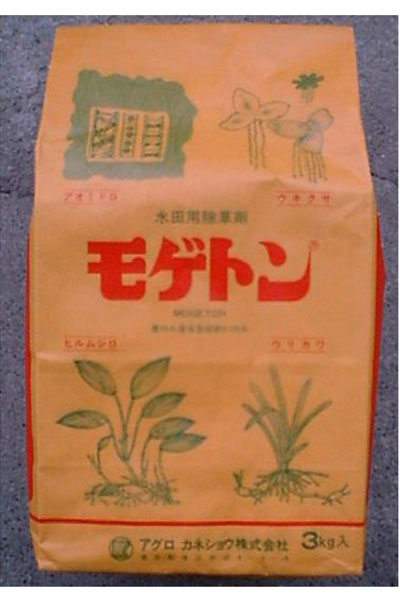 アオミドロ
ウキクサ
水田用除草剤
モゲトン®
MOGETON
ヒルムシロ
ウリカワ
アグロ カネショウ株式会社
3kg入